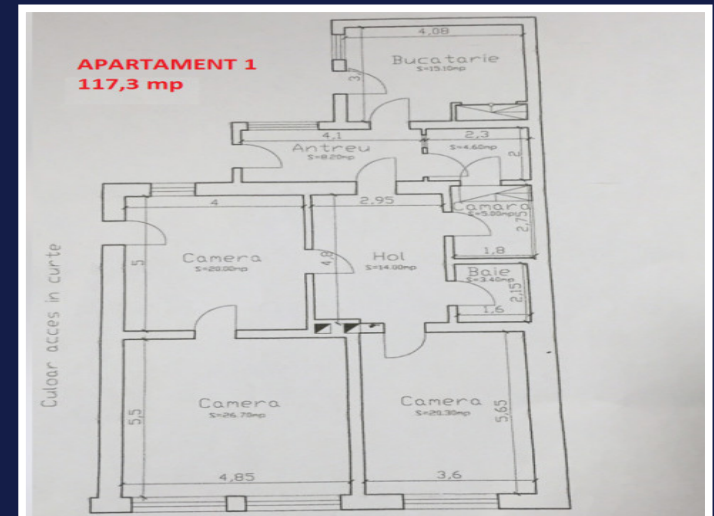 APARTAMENT 1
117,3 mp
4,08
Bucatarie
S=15.10mp
4,1
Antreu
S=8.20mp
2,3
S=4.60mp
2
4
5
Camera
S=20.00mp
2,95
4,8
Hol
S=14.00mp
Camara
S=5.00mp
2,75
1,8
Baie
S=3.40mp
2,15
1,6
Culoar acces in curte
5,5
Camera
S=26.70mp
4,85
Camera
S=20.30mp
5,65
3,6